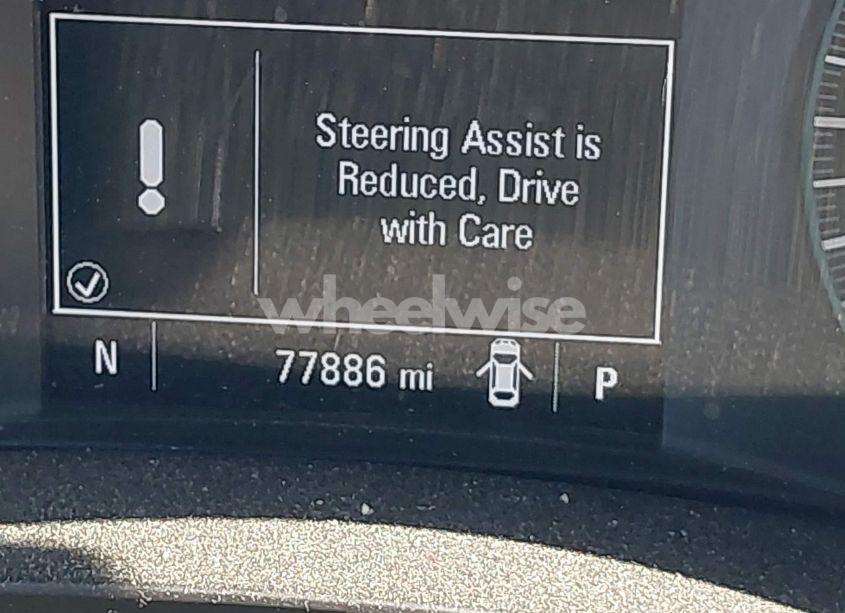 Steering Assist is
Reduced, Drive
with Care
wheelwise
N 77886 mi P